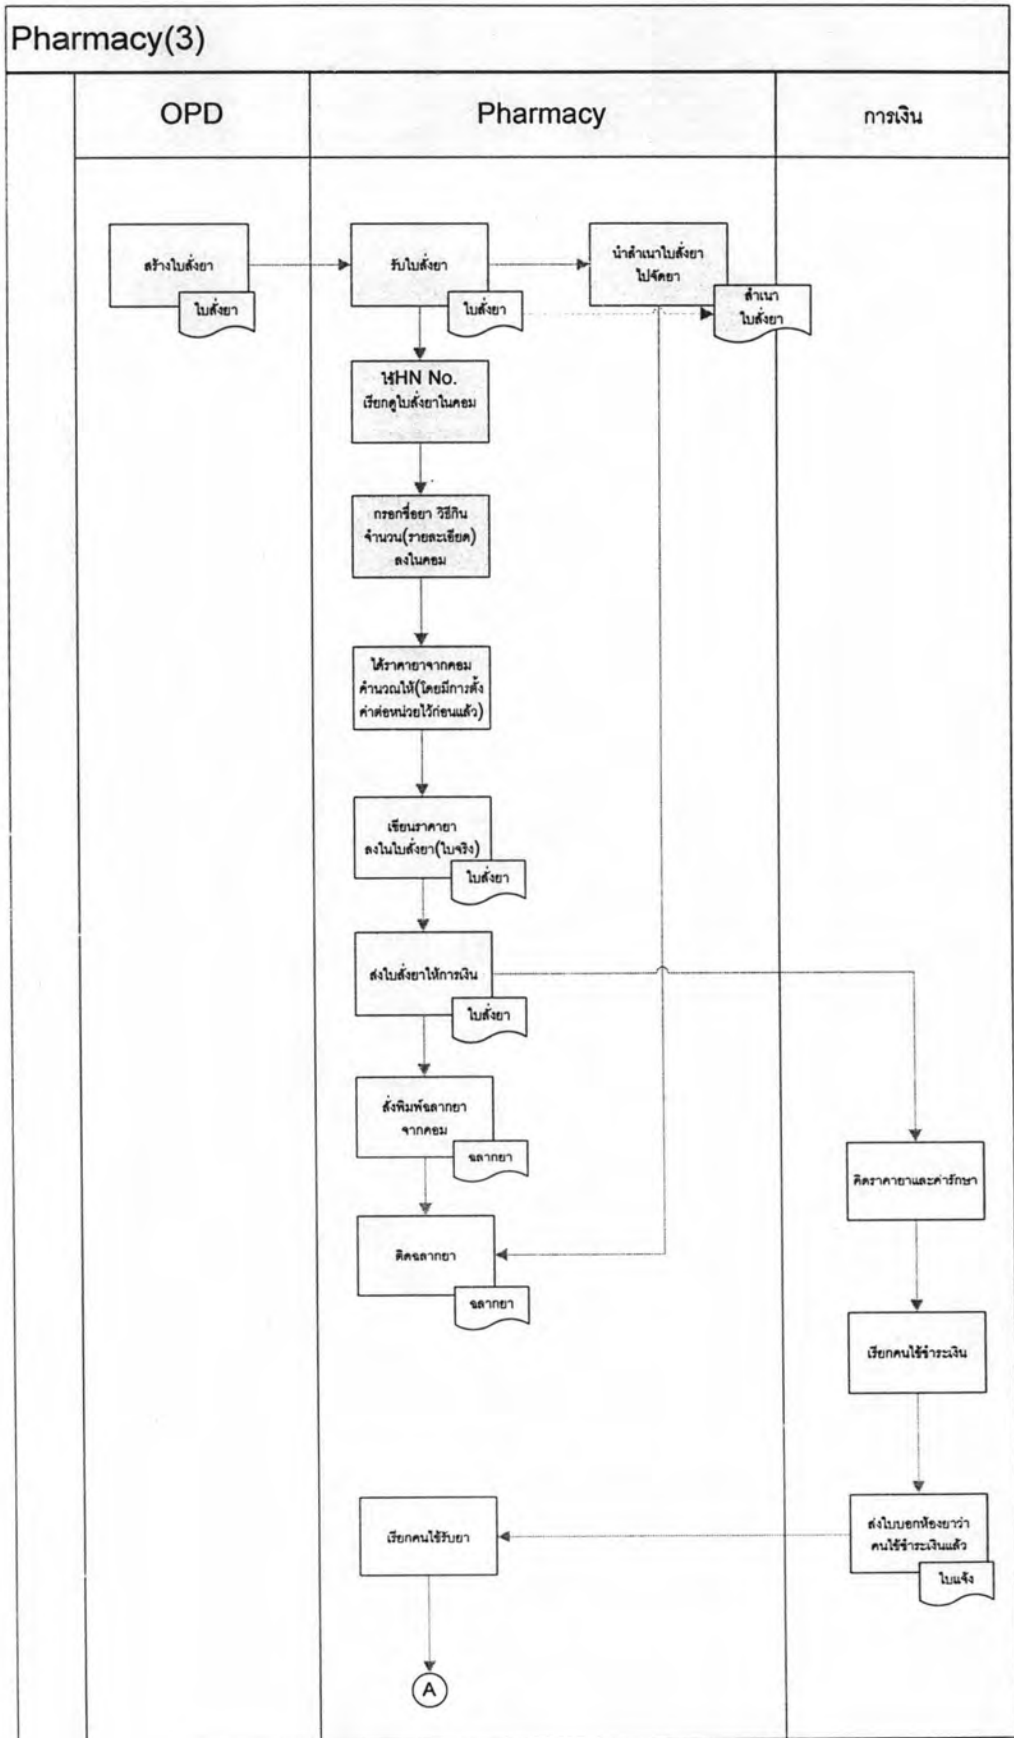 Pharmacy(3)
OPD
Pharmacy
การเงิน
สร้างใบสั่งยา
ใบสั่งยา
รับใบสั่งยา
ใบสั่งยา
นำสำเนาใบสั่งยา
ไปจัดยา
สำเนา
ใบสั่งยา
ใช้HN No.
เรียกดูใบสั่งยาในคอม
กรอกชื่อยา วิธีกิน
จำนวน(รายละเอียด)
ลงในคอม
ได้ราคายาจากคอม
คำนวณให้(โดยมีการตั้ง
ค่าต่อหน่วยไว้ก่อนแล้ว)
เขียนราคายา
ลงในใบสั่งยา(ใบจริง)
ใบสั่งยา
ส่งใบสั่งยาให้การเงิน
ใบสั่งยา
สั่งพิมพ์ฉลากยา
จากคอม
ฉลากยา
คิดราคายาและค่ารักษา
ติดฉลากยา
ฉลากยา
เรียกคนไข้ชำระเงิน
ส่งใบบอกห้องยาว่า
คนไข้ชำระเงินแล้ว
ใบแจ้ง
เรียกคนไข้รับยา
A